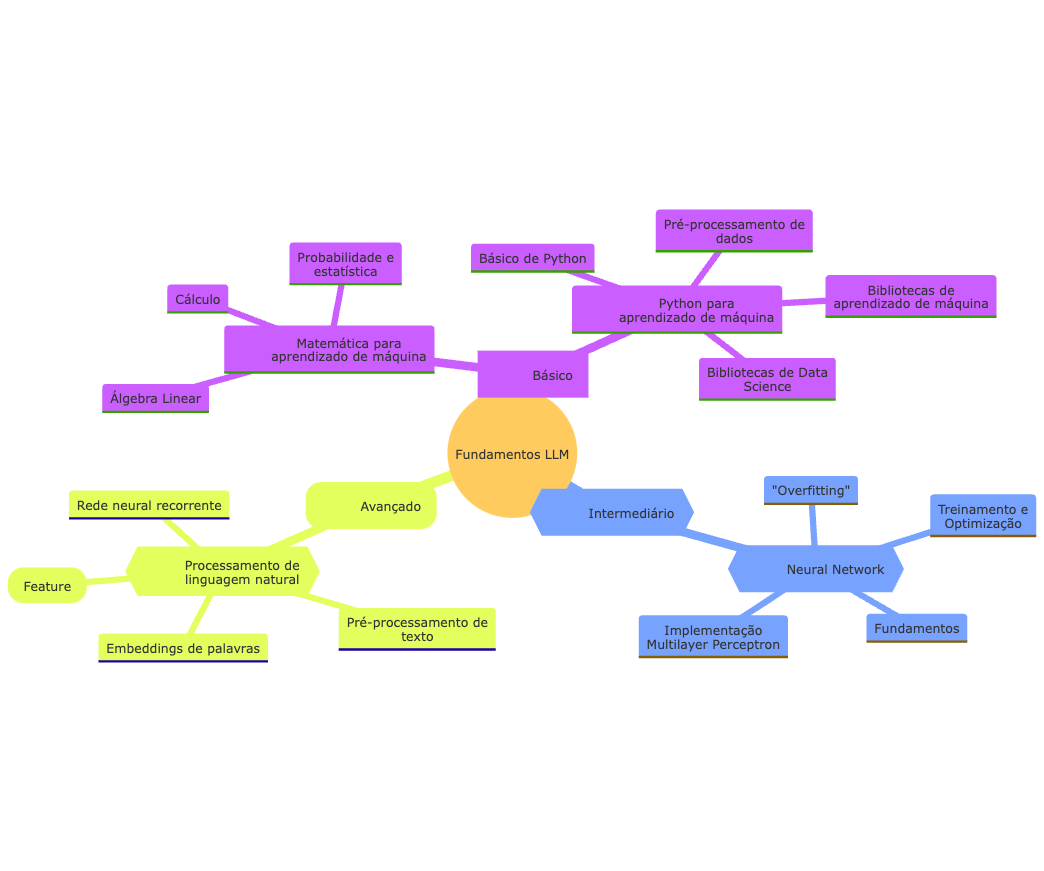 Pré-processamento de
dados
Básico de Python
Probabilidade e
estatística
Bibliotecas de
aprendizado de máquina
Cálculo
Python para
aprendizado de máquina
Matemática para
aprendizado de máquina
Básico
Bibliotecas de Data
Science
Álgebra Linear
Fundamentos LLM
"Overfitting"
Rede neural recorrente
Avançado
Intermediário
Treinamento e
Optimização
Processamento de
linguagem natural
Neural Network
Feature
Pré-processamento de
texto
Implementação
Multilayer Perceptron
Fundamentos
Embeddings de palavras